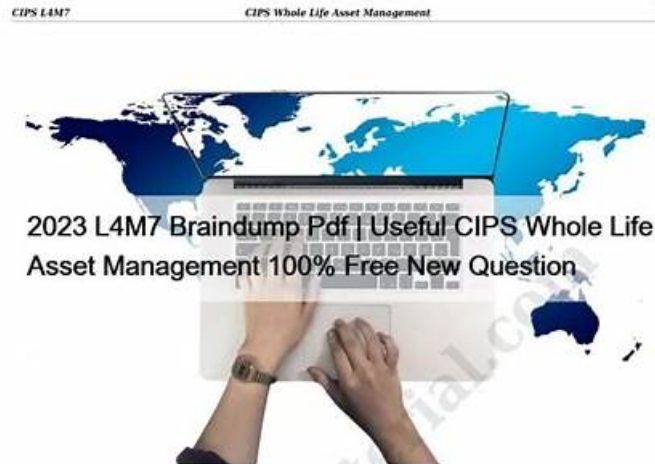 CIPS L4M7 CIPS Whole Life Asset Management
2023 L4M7 Braindump Pdf | Useful CIPS Whole Life
Asset Management 100% Free New Question